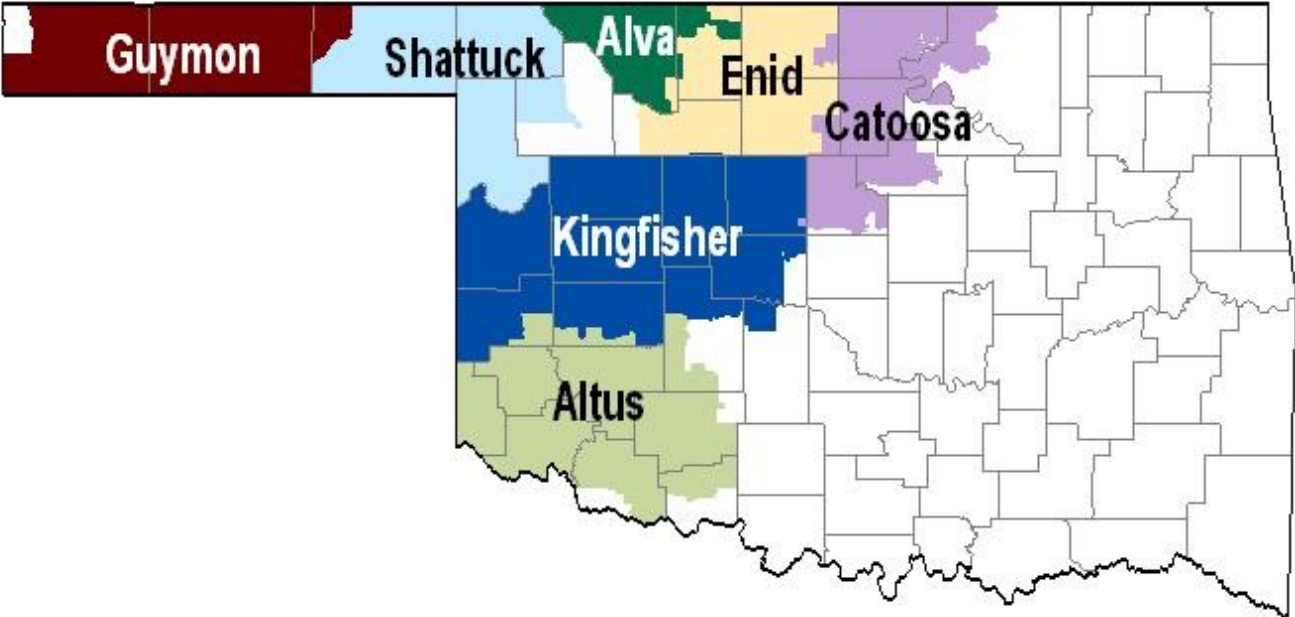 Guymon
Shattuck
Alva
Enid
Catoosa
Kingfisher
Altus